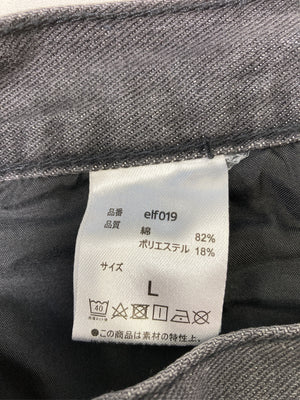 品番 elf019
品質 綿 82%
ポリエステル 18%
サイズ
L
40
●この商品は素材の特性上